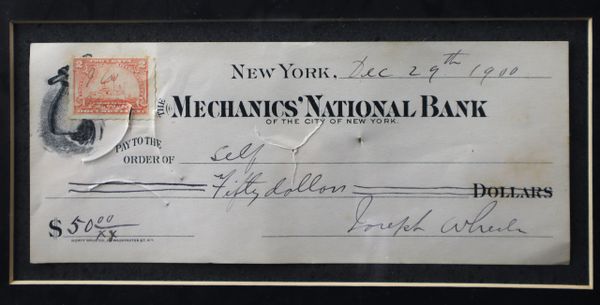 NEW YORK, Dec 29th 1900
THE MECHANICS' NATIONAL BANK
OF THE CITY OF NEW YORK.
PAY TO THE
ORDER OF self
Fifty dollars DOLLARS
$ 50 00/xx
Joseph Wheeler